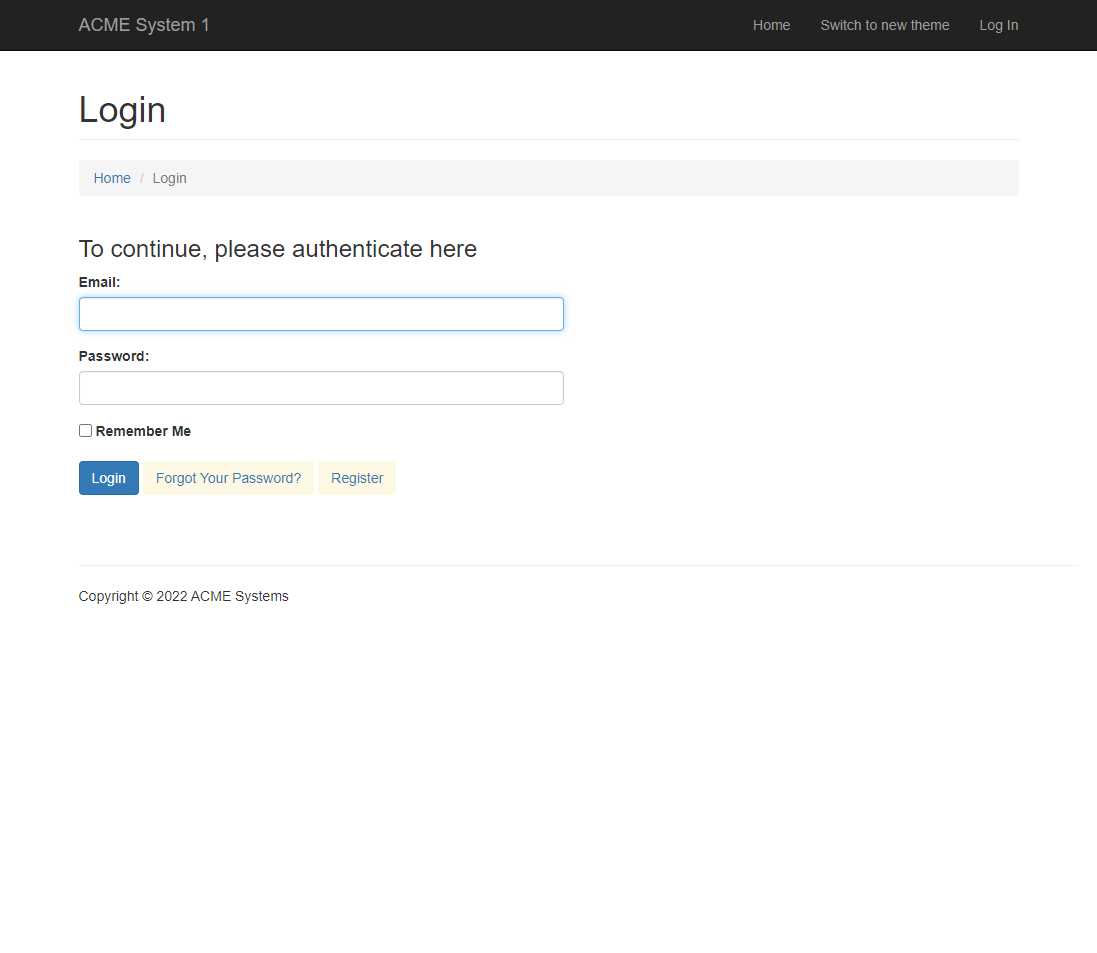 ACME System 1 Home Switch to new theme Log In
Login
Home / Login
To continue, please authenticate here
Email:
Password:
Remember Me
Login Forgot Your Password? Register
Copyright © 2022 ACME Systems